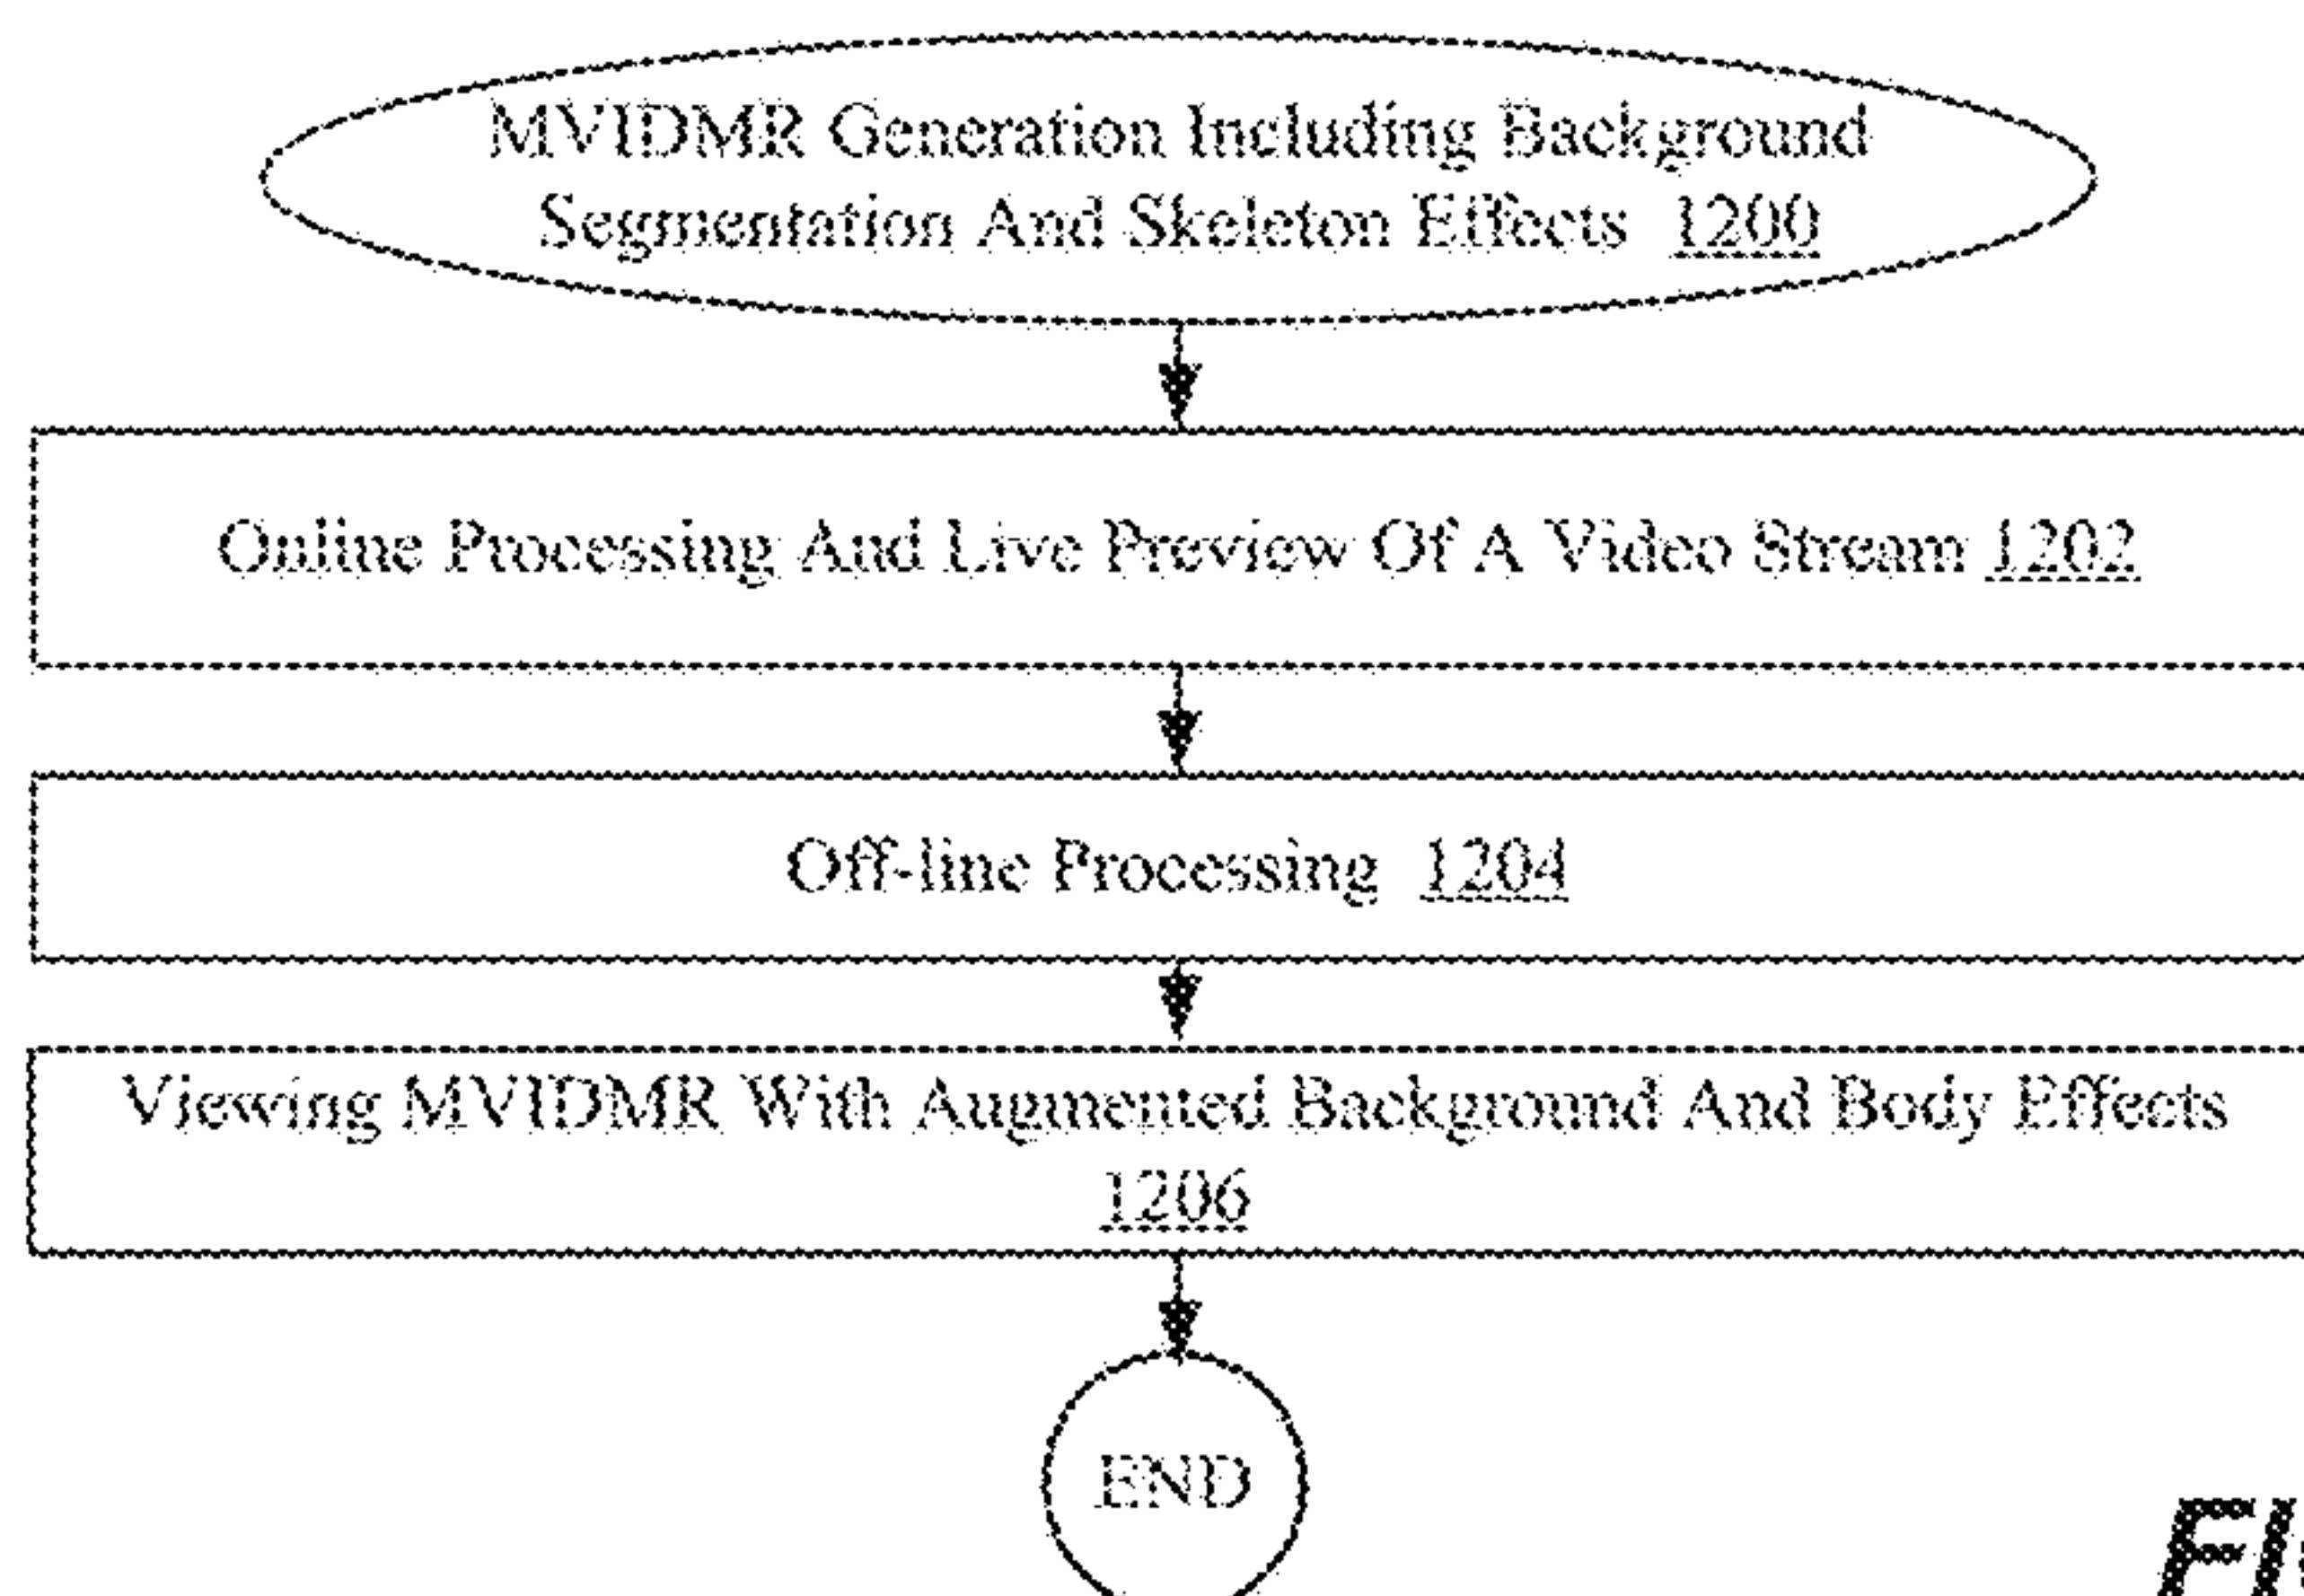 MVIDMR Generation Including Background
Segmentation And Skeleton Effects 1200
Online Processing And Live Preview Of A Video Stream 1202
Off-line Processing 1204
Viewing MVIDMR With Augmented Background And Body Effects
1206
END